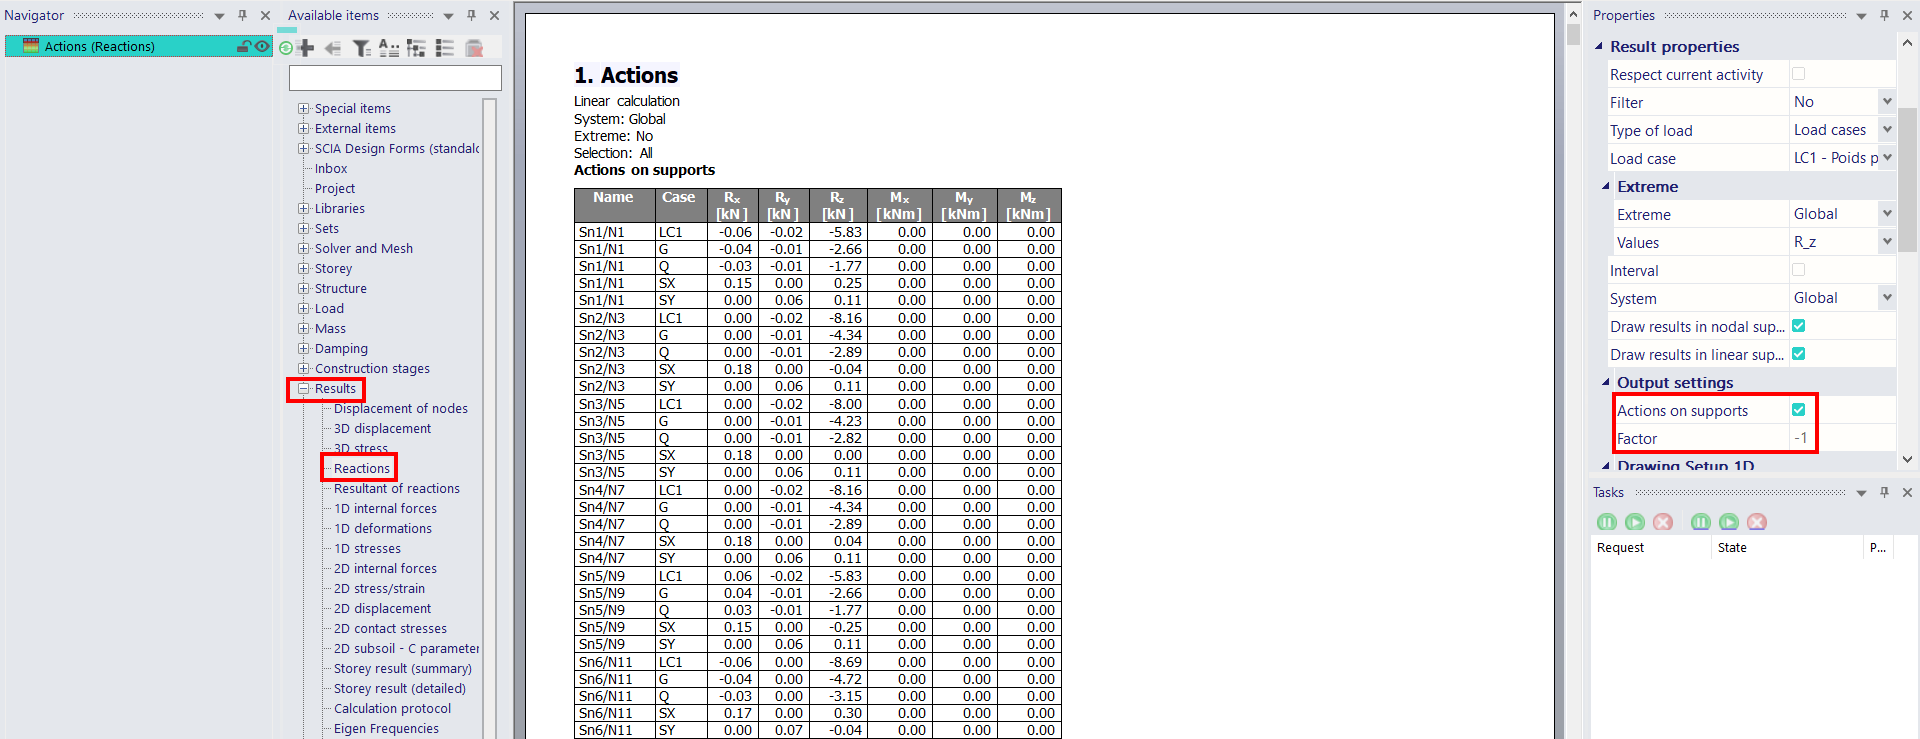 Navigator
Actions (Reactions)
Available items
Special items
External items
SCIA Design Forms (standalo
Inbox
Project
Libraries
Sets
Solver and Mesh
Storey
Structure
Load
Mass
Damping
Construction stages
Results
Displacement of nodes
3D displacement
3D stress
Reactions
Resultant of reactions
1D internal forces
1D deformations
1D stresses
2D internal forces
2D stress/strain
2D displacement
2D contact stresses
2D subsoil - C parameter
Storey result (summary)
Storey result (detailed)
Calculation protocol
Eigen Frequencies
1. Actions
Linear calculation
System: Global
Extreme: No
Selection: All
Actions on supports
Name Case Rx [kN] Ry [kN] Rz [kN] Mx [kNm] My [kNm] Mz [kNm]
Sn1/N1 LC1 -0.06 -0.02 -5.83 0.00 0.00 0.00
Sn1/N1 G -0.04 -0.01 -2.66 0.00 0.00 0.00
Sn1/N1 Q -0.03 -0.01 -1.77 0.00 0.00 0.00
Sn1/N1 SX 0.15 0.00 0.25 0.00 0.00 0.00
Sn1/N1 SY 0.00 0.06 0.11 0.00 0.00 0.00
Sn2/N3 LC1 0.00 -0.02 -8.16 0.00 0.00 0.00
Sn2/N3 G 0.00 -0.01 -4.34 0.00 0.00 0.00
Sn2/N3 Q 0.00 -0.01 -2.89 0.00 0.00 0.00
Sn2/N3 SX 0.18 0.00 -0.04 0.00 0.00 0.00
Sn2/N3 SY 0.00 0.06 0.11 0.00 0.00 0.00
Sn3/N5 LC1 0.00 -0.02 -8.00 0.00 0.00 0.00
Sn3/N5 G 0.00 -0.01 -4.23 0.00 0.00 0.00
Sn3/N5 Q 0.00 -0.01 -2.82 0.00 0.00 0.00
Sn3/N5 SX 0.18 0.00 0.00 0.00 0.00 0.00
Sn3/N5 SY 0.00 0.06 0.11 0.00 0.00 0.00
Sn4/N7 LC1 0.00 -0.02 -8.16 0.00 0.00 0.00
Sn4/N7 G 0.00 -0.01 -4.34 0.00 0.00 0.00
Sn4/N7 Q 0.00 -0.01 -2.89 0.00 0.00 0.00
Sn4/N7 SX 0.18 0.00 0.04 0.00 0.00 0.00
Sn4/N7 SY 0.00 0.06 0.11 0.00 0.00 0.00
Sn5/N9 LC1 0.06 -0.02 -5.83 0.00 0.00 0.00
Sn5/N9 G 0.04 -0.01 -2.66 0.00 0.00 0.00
Sn5/N9 Q 0.03 -0.01 -1.77 0.00 0.00 0.00
Sn5/N9 SX 0.15 0.00 -0.25 0.00 0.00 0.00
Sn5/N9 SY 0.00 0.06 0.11 0.00 0.00 0.00
Sn6/N11 LC1 -0.06 0.00 -8.69 0.00 0.00 0.00
Sn6/N11 G -0.04 0.00 -4.72 0.00 0.00 0.00
Sn6/N11 Q -0.03 0.00 -3.15 0.00 0.00 0.00
Sn6/N11 SX 0.17 0.00 0.30 0.00 0.00 0.00
Sn6/N11 SY 0.00 0.07 -0.04 0.00 0.00 0.00
Properties
Result properties
Respect current activity
Filter No
Type of load Load cases
Load case LC1 - Poids p
Extreme
Extreme Global
Values R_z
Interval
System Global
Draw results in nodal sup...
Draw results in linear sup...
Output settings
Actions on supports
Factor -1
Drawing Setup 1D
Tasks
Request State P...